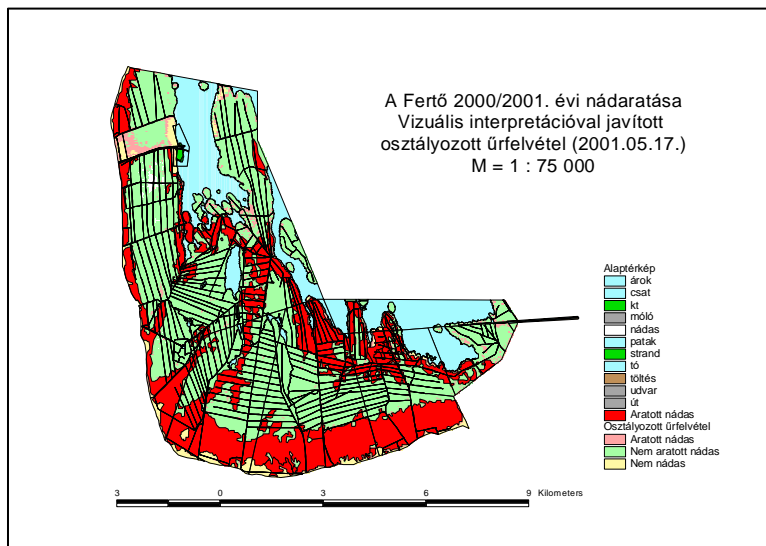 A Fertő 2000/2001. évi nádaratása
Vizuális interpretációval javított
osztályozott űrfelvétel (2001.05.17.)
M = 1 : 75 000
Alaptérkép
árok
csat
kt
móló
nádas
patak
strand
tó
töltés
udvar
út
Aratott nádas
Osztályozott űrfelvétel
Aratott nádas
Nem aratott nádas
Nem nádas
3 0 3 6 9 Kilometers